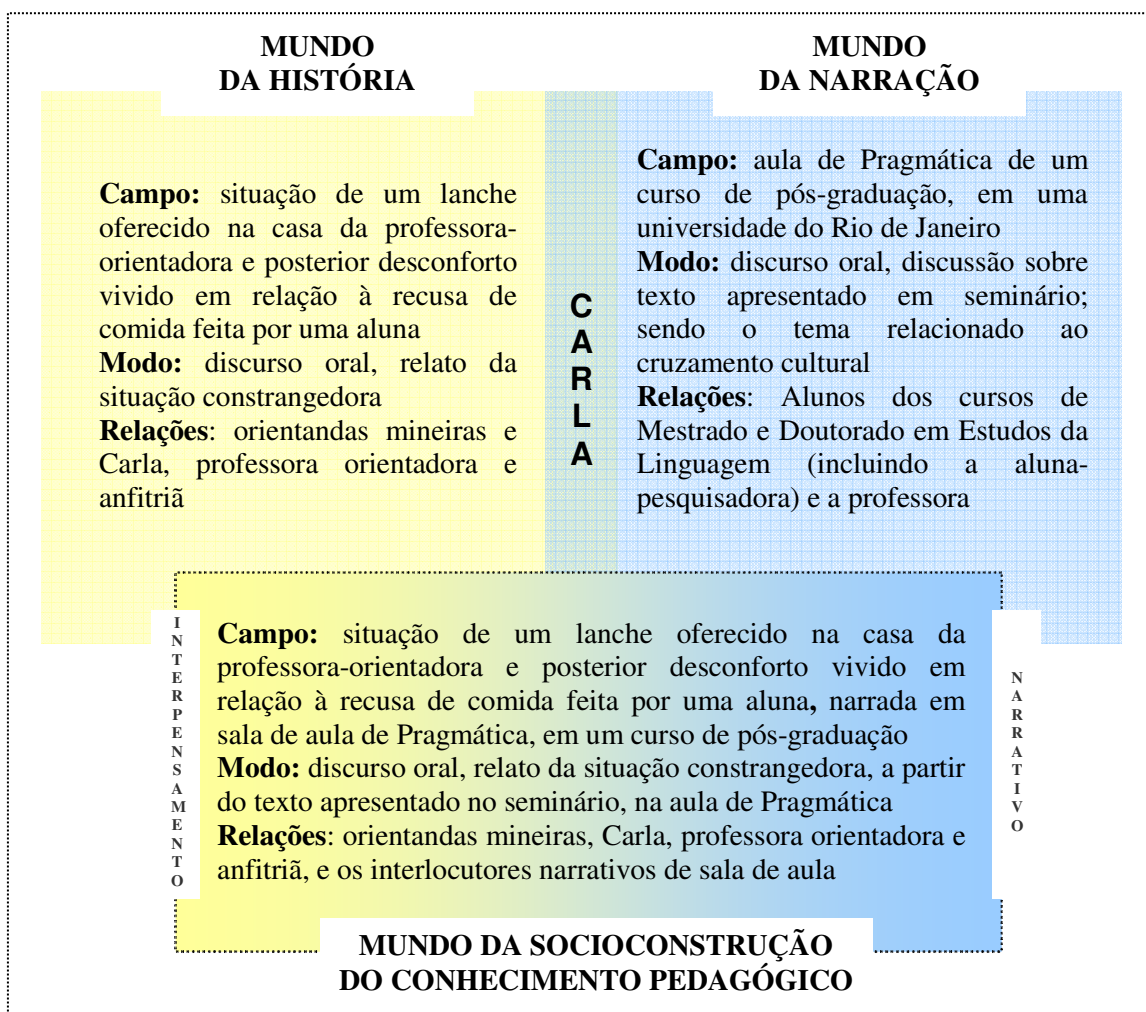 MUNDO
DA HISTÓRIA
Campo: situação de um lanche
oferecido na casa da professora-
orientadora e posterior desconforto
vivido em relação à recusa de
comida feita por uma aluna
Modo: discurso oral, relato da
situação constrangedora
Relações: orientandas mineiras e
Carla, professora orientadora e
anfitriã
C
A
R
L
A
MUNDO
DA NARRAÇÃO
Campo: aula de Pragmática de um
curso de pós-graduação, em uma
universidade do Rio de Janeiro
Modo: discurso oral, discussão sobre
texto apresentado em seminário;
sendo o tema relacionado ao
cruzamento cultural
Relações: Alunos dos cursos de
Mestrado e Doutorado em Estudos da
Linguagem (incluindo a aluna-
pesquisadora) e a professora
I
N
T
E
R
P
E
N
S
A
M
E
N
T
O
Campo: situação de um lanche oferecido na casa da
professora-orientadora e posterior desconforto vivido em
relação à recusa de comida feita por uma aluna, narrada em
sala de aula de Pragmática, em um curso de pós-graduação
Modo: discurso oral, relato da situação constrangedora, a partir
do texto apresentado no seminário, na aula de Pragmática
Relações: orientandas mineiras, Carla, professora orientadora e
anfitriã, e os interlocutores narrativos de sala de aula
N
A
R
R
A
T
I
V
O
MUNDO DA SOCIOCONSTRUÇÃO
DO CONHECIMENTO PEDAGÓGICO